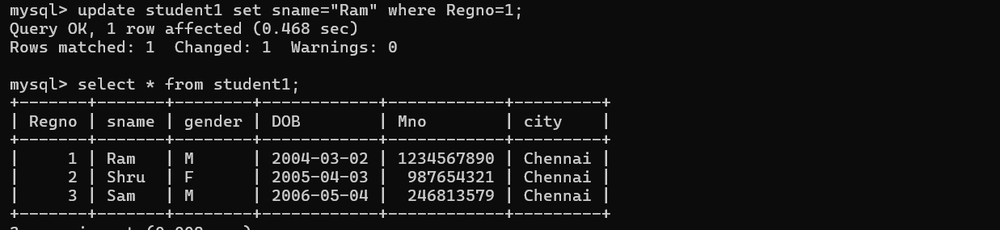 mysql> update student1 set sname="Ram" where Regno=1;
Query OK, 1 row affected (0.468 sec)
Rows matched: 1  Changed: 1  Warnings: 0

mysql> select * from student1;
+-------+-------+--------+------------+------------+---------+
| Regno | sname | gender | DOB        | Mno        | city    |
+-------+-------+--------+------------+------------+---------+
|     1 | Ram   | M      | 2004-03-02 | 1234567890 | Chennai |
|     2 | Shru  | F      | 2005-04-03 |  987654321 | Chennai |
|     3 | Sam   | M      | 2006-05-04 |  246813579 | Chennai |
+-------+-------+--------+------------+------------+---------+